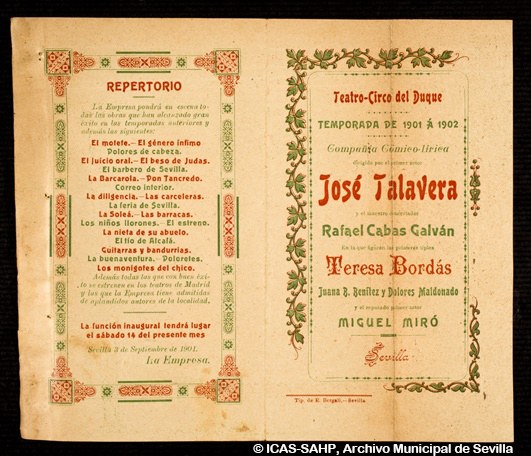 REPERTORIO
La Empresa pondrá en escena to-
das las obras que han alcanzado gran
éxito en las temporadas anteriores y
además las siguientes:
El motete.—El género ínfimo
Dolores de cabeza.
El juicio oral.—El beso de Judas.
El barbero de Sevilla.
La Barcarola.—Don Tancredo.
Correo interior.
La diligencia.—Las carceleras.
La feria de Sevilla.
La Soleá.—Las barracas.
Los niños llorones.—El estreno.
La nieta de su abuelo.
El tío de Alcalá.
Guitarras y bandurrias.
La buenaventura.—Doloretes.
Los monigotes del chico.
Además todas las que con buen éxi-
to se estrenen en los teatros de Madrid
y las que la Empresa tiene admitidas
de aplaudidos autores de la localidad.
La función inaugural tendrá lugar
el sábado 14 del presente mes
Sevilla 3 de Septiembre de 1901.
La Empresa.
Teatro-Circo del Duque
TEMPORADA DE 1901 Á 1902
Compañía Cómico-lírica
dirigida por el primer actor
José Talavera
y el maestro concertador
Rafael Cabas Galván
En la que figuran las primeras tiples
Teresa Bordás
Juana B. Benítez y Dolores Maldonado
y el reputado primer actor
MIGUEL MIRÓ
Sevilla
Tip. de E. Bergali.—Sevilla.
© ICAS-SAHP, Archivo Municipal de Sevilla